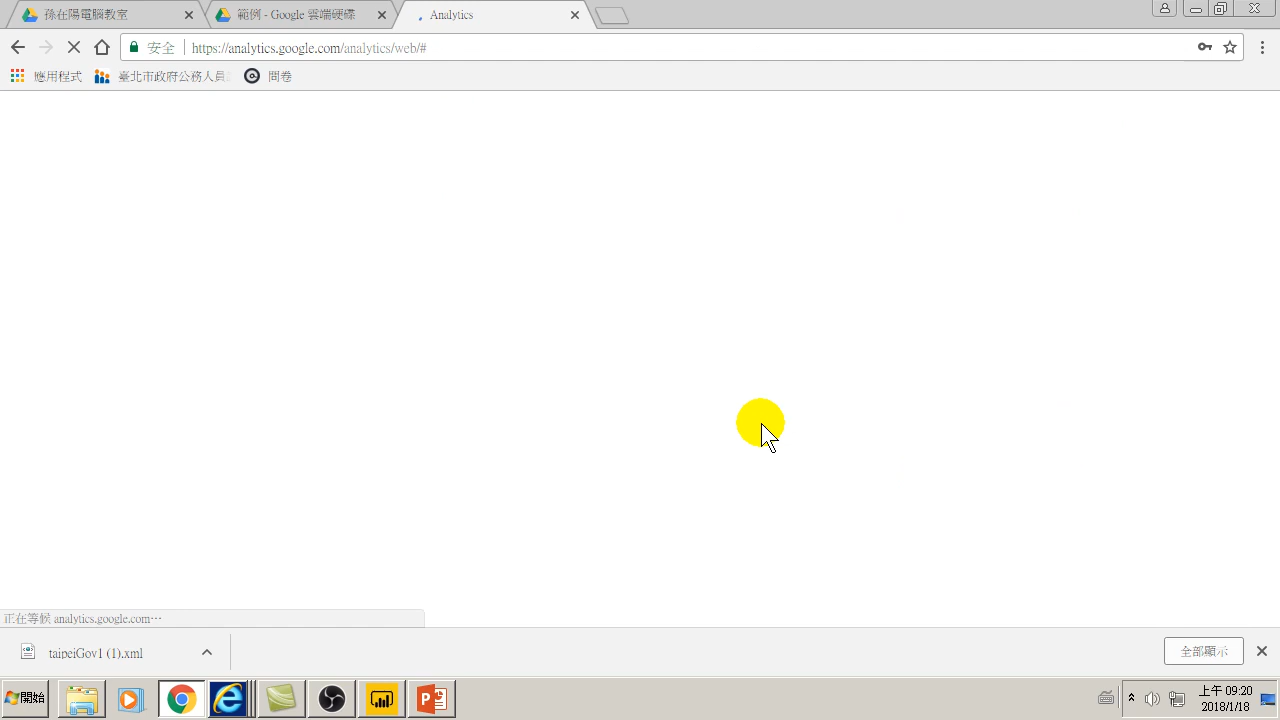 孫在陽電腦教室
範例 - Google 雲端硬碟
Analytics
安全
https://analytics.google.com/analytics/web/#
應用程式
臺北市政府公務人員
問卷
正在等候 analytics.google.com…
taipeiGov1 (1).xml
全部顯示
開始
上午 09:20
2018/1/18